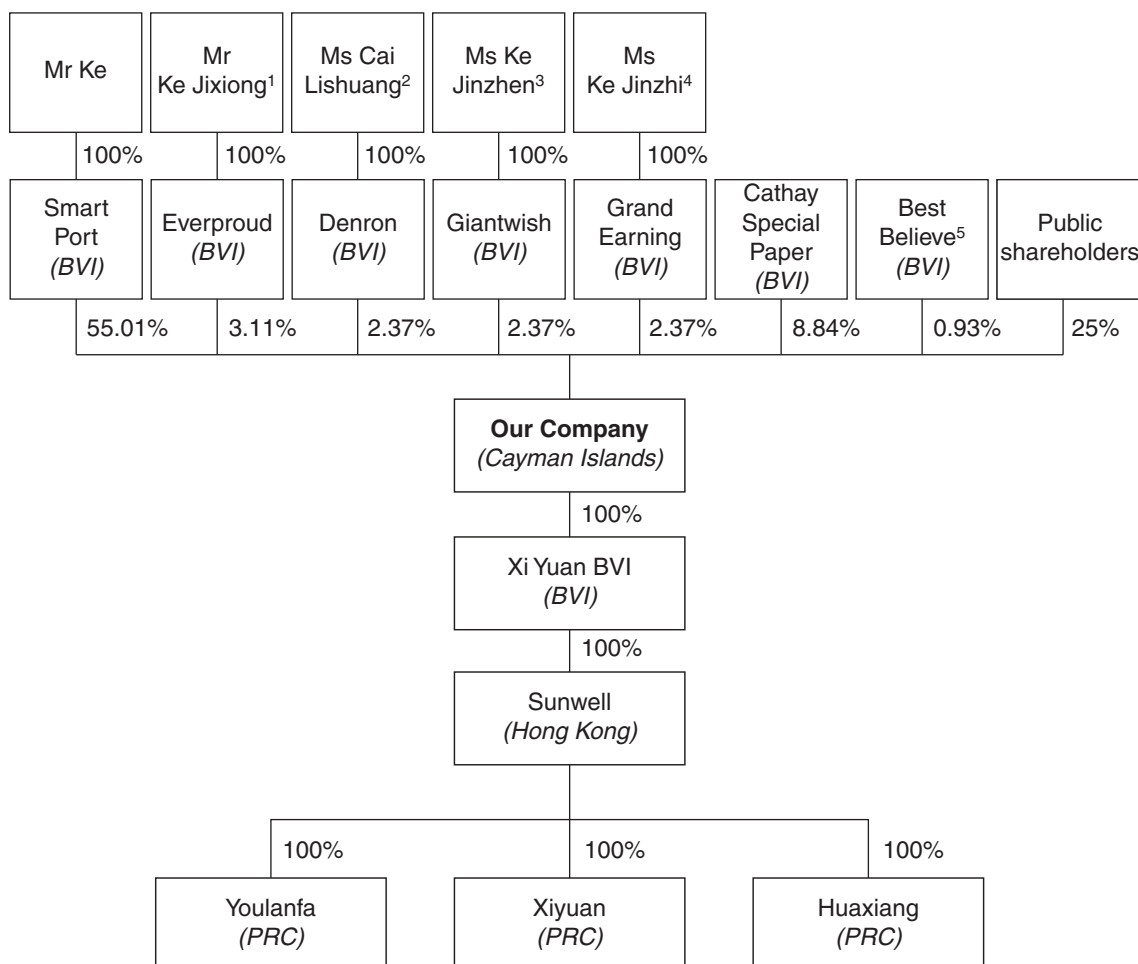 Mr Ke
Mr
Ke Jixiong1
Ms Cai
Lishuang2
Ms Ke
Jinzhen3
Ms
Ke Jinzhi4
100%
100%
100%
100%
100%
Smart
Port
(BVI)
Everproud
(BVI)
Denron
(BVI)
Giantwish
(BVI)
Grand
Earning
(BVI)
Cathay
Special
Paper
(BVI)
Best
Believe5
(BVI)
Public
shareholders
55.01%
3.11%
2.37%
2.37%
2.37%
8.84%
0.93%
25%
Our Company
(Cayman Islands)
100%
Xi Yuan BVI
(BVI)
100%
Sunwell
(Hong Kong)
100%
100%
100%
Youlanfa
(PRC)
Xiyuan
(PRC)
Huaxiang
(PRC)